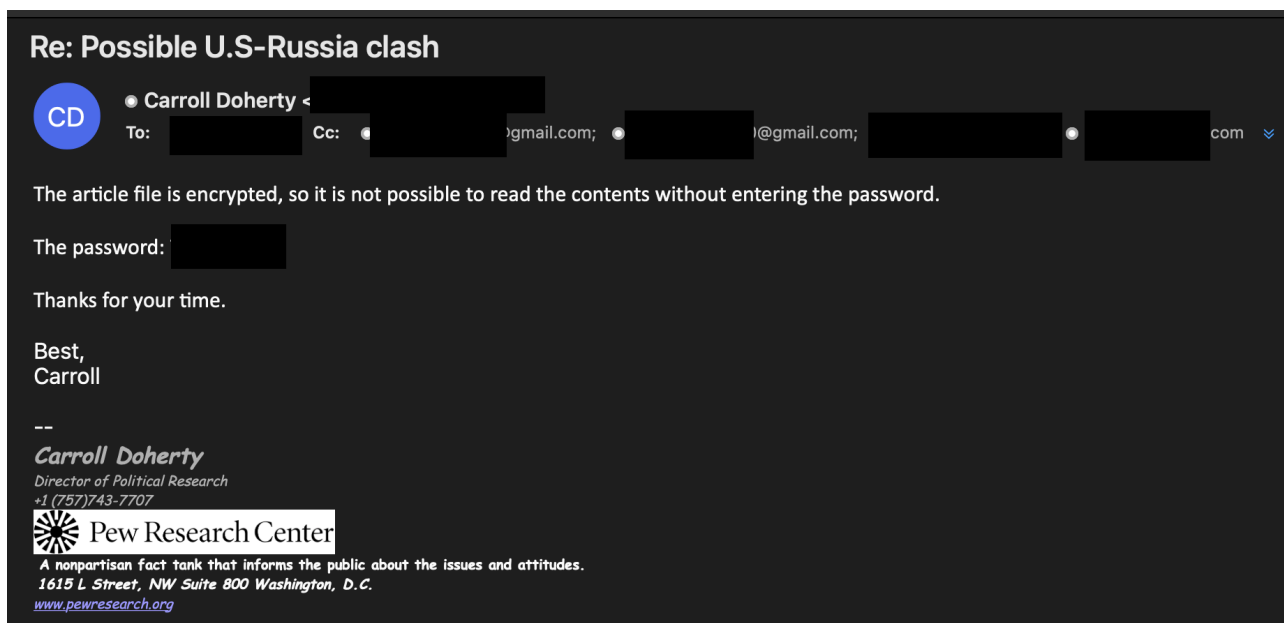 Re: Possible U.S-Russia clash
CD
Carroll Doherty <
To: Cc: @gmail.com; @gmail.com; com
The article file is encrypted, so it is not possible to read the contents without entering the password.
The password:
Thanks for your time.
Best,
Carroll
--
Carroll Doherty
Director of Political Research
+1 (757)743-7707
Pew Research Center
A nonpartisan fact tank that informs the public about the issues and attitudes.
1615 L Street, NW Suite 800 Washington, D.C.
www.pewresearch.org